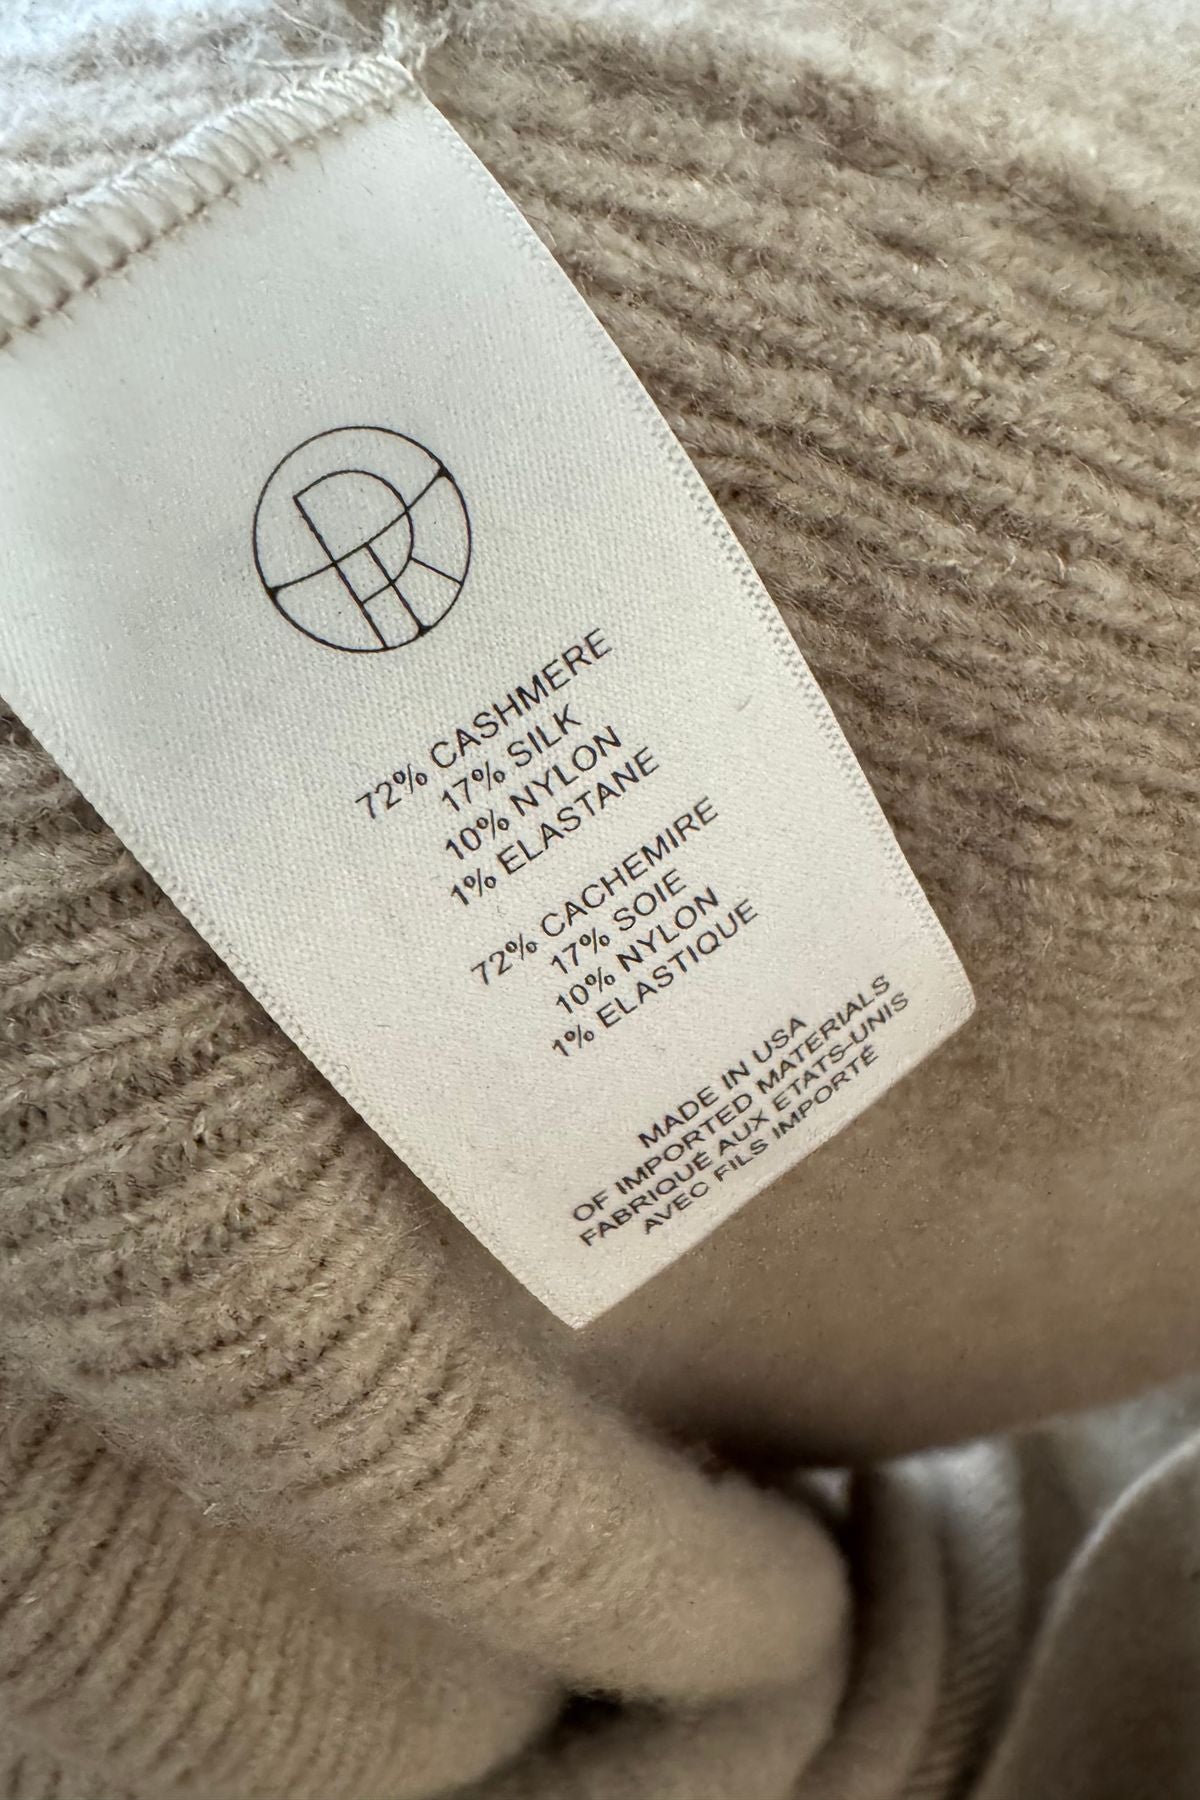 72% CASHMERE
17% SILK
10% NYLON
1% ELASTANE
72% CACHEMIRE
17% SOIE
10% NYLON
1% ELASTIQUE
MADE IN USA
OF IMPORTED MATERIALS
FABRIQUÉ AUX ÉTATS-UNIS
AVEC FILS IMPORTÉ